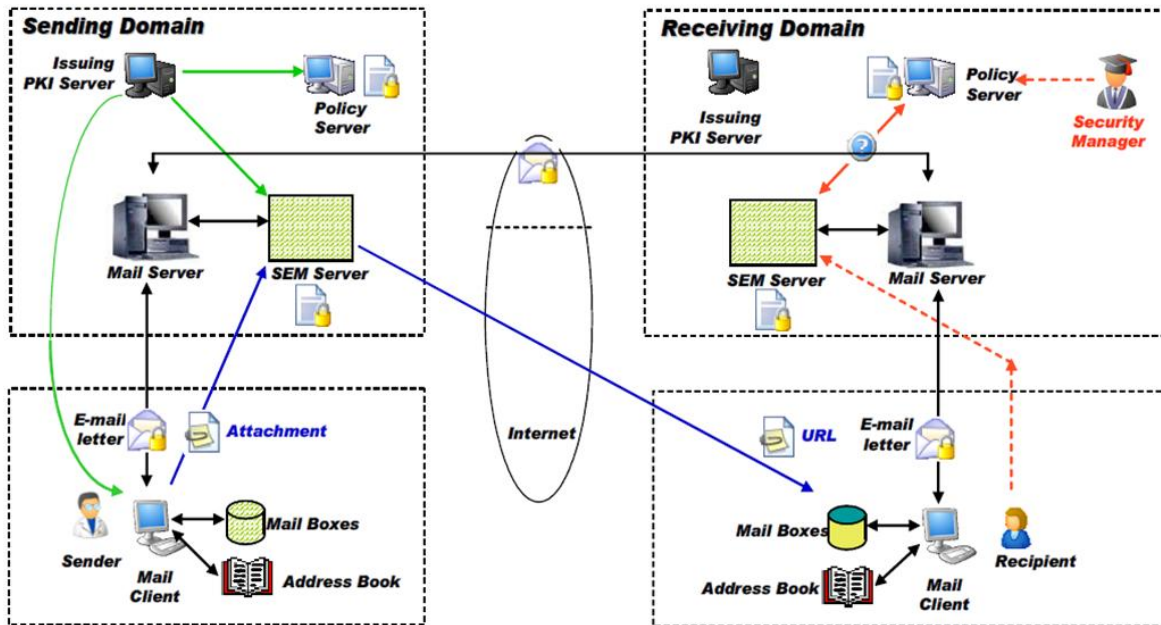 Sending Domain
Issuing
PKI Server
Policy
Server
Mail Server
SEM Server
E-mail
letter
Attachment
Sender
Mail
Client
Mail Boxes
Address Book
Internet
Receiving Domain
Issuing
PKI Server
Policy
Server
Security
Manager
?
SEM Server
Mail Server
URL
E-mail
letter
Mail Boxes
Address Book
Mail
Client
Recipient